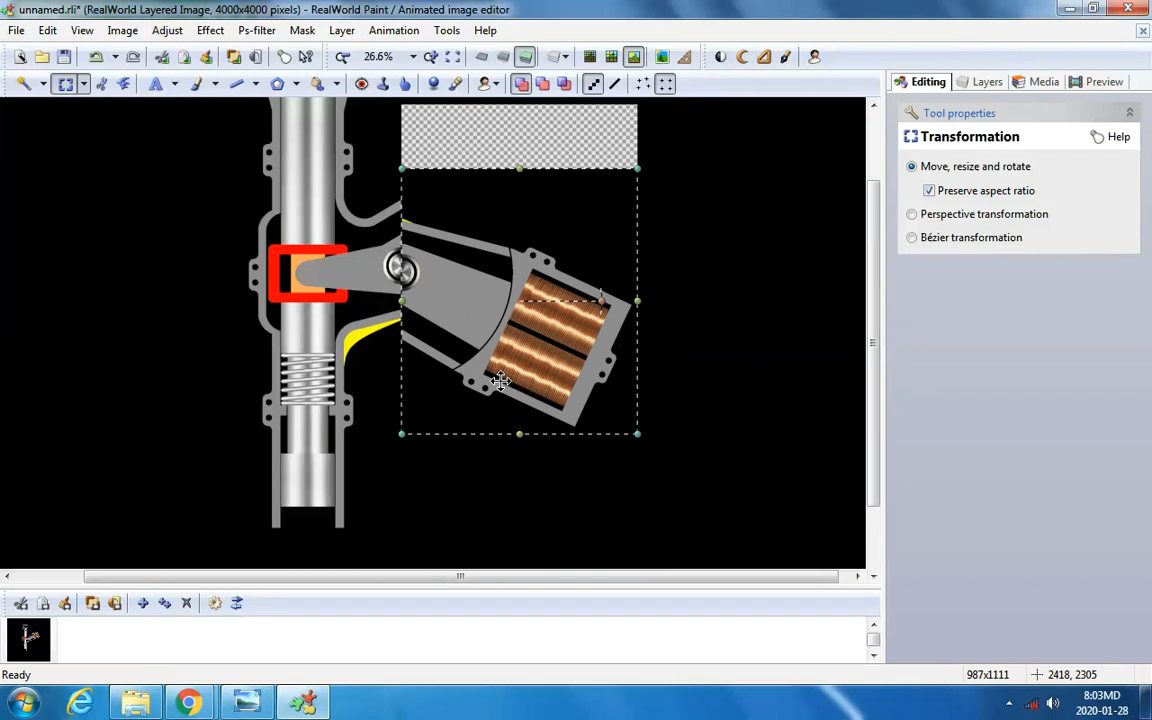 unnamed.rli* (RealWorld Layered Image, 4000x4000 pixels) - RealWorld Paint / Animated image editor
File Edit View Image Adjust Effect Ps-filter Mask Layer Animation Tools Help
26.6%
Editing Layers Media Preview
Tool properties
Transformation Help
Move, resize and rotate
Preserve aspect ratio
Perspective transformation
Bézier transformation
Ready 987x1111 2418, 2305
8:03MD
2020-01-28